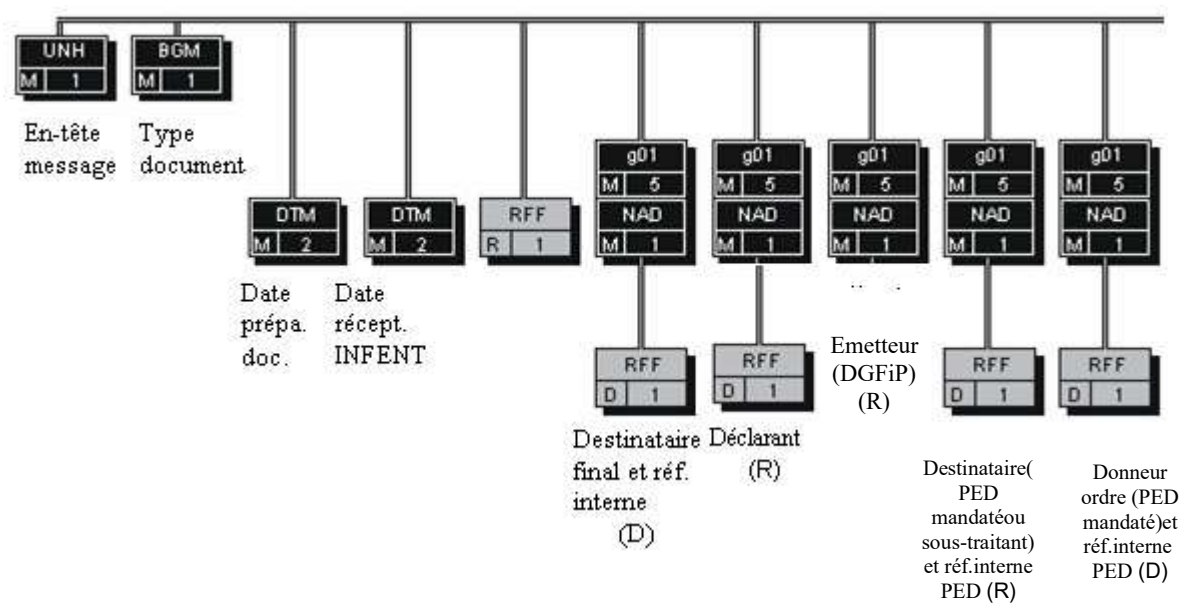 UNH
M 1
BGM
M 1
En-tête
message
Type
document
DTM
M 2
DTM
M 2
RFF
R 1
g01
M 5
NAD
M 1
g01
M 5
NAD
M 1
g01
M 5
NAD
M 1
g01
M 5
NAD
M 1
g01
M 5
NAD
M 1
Date
prépa.
doc.
Date
récept.
INFENT
RFF
D 1
RFF
D 1
Emetteur
(DGFiP)
(R)
RFF
D 1
RFF
D 1
Destinataire
final et réf.
interne
(D)
Déclarant
(R)
Destinataire(
PED
mandatéou
sous-traitant)
et réf.interne
PED (R)
Donneur
ordre (PED
mandaté)et
réf.interne
PED (D)